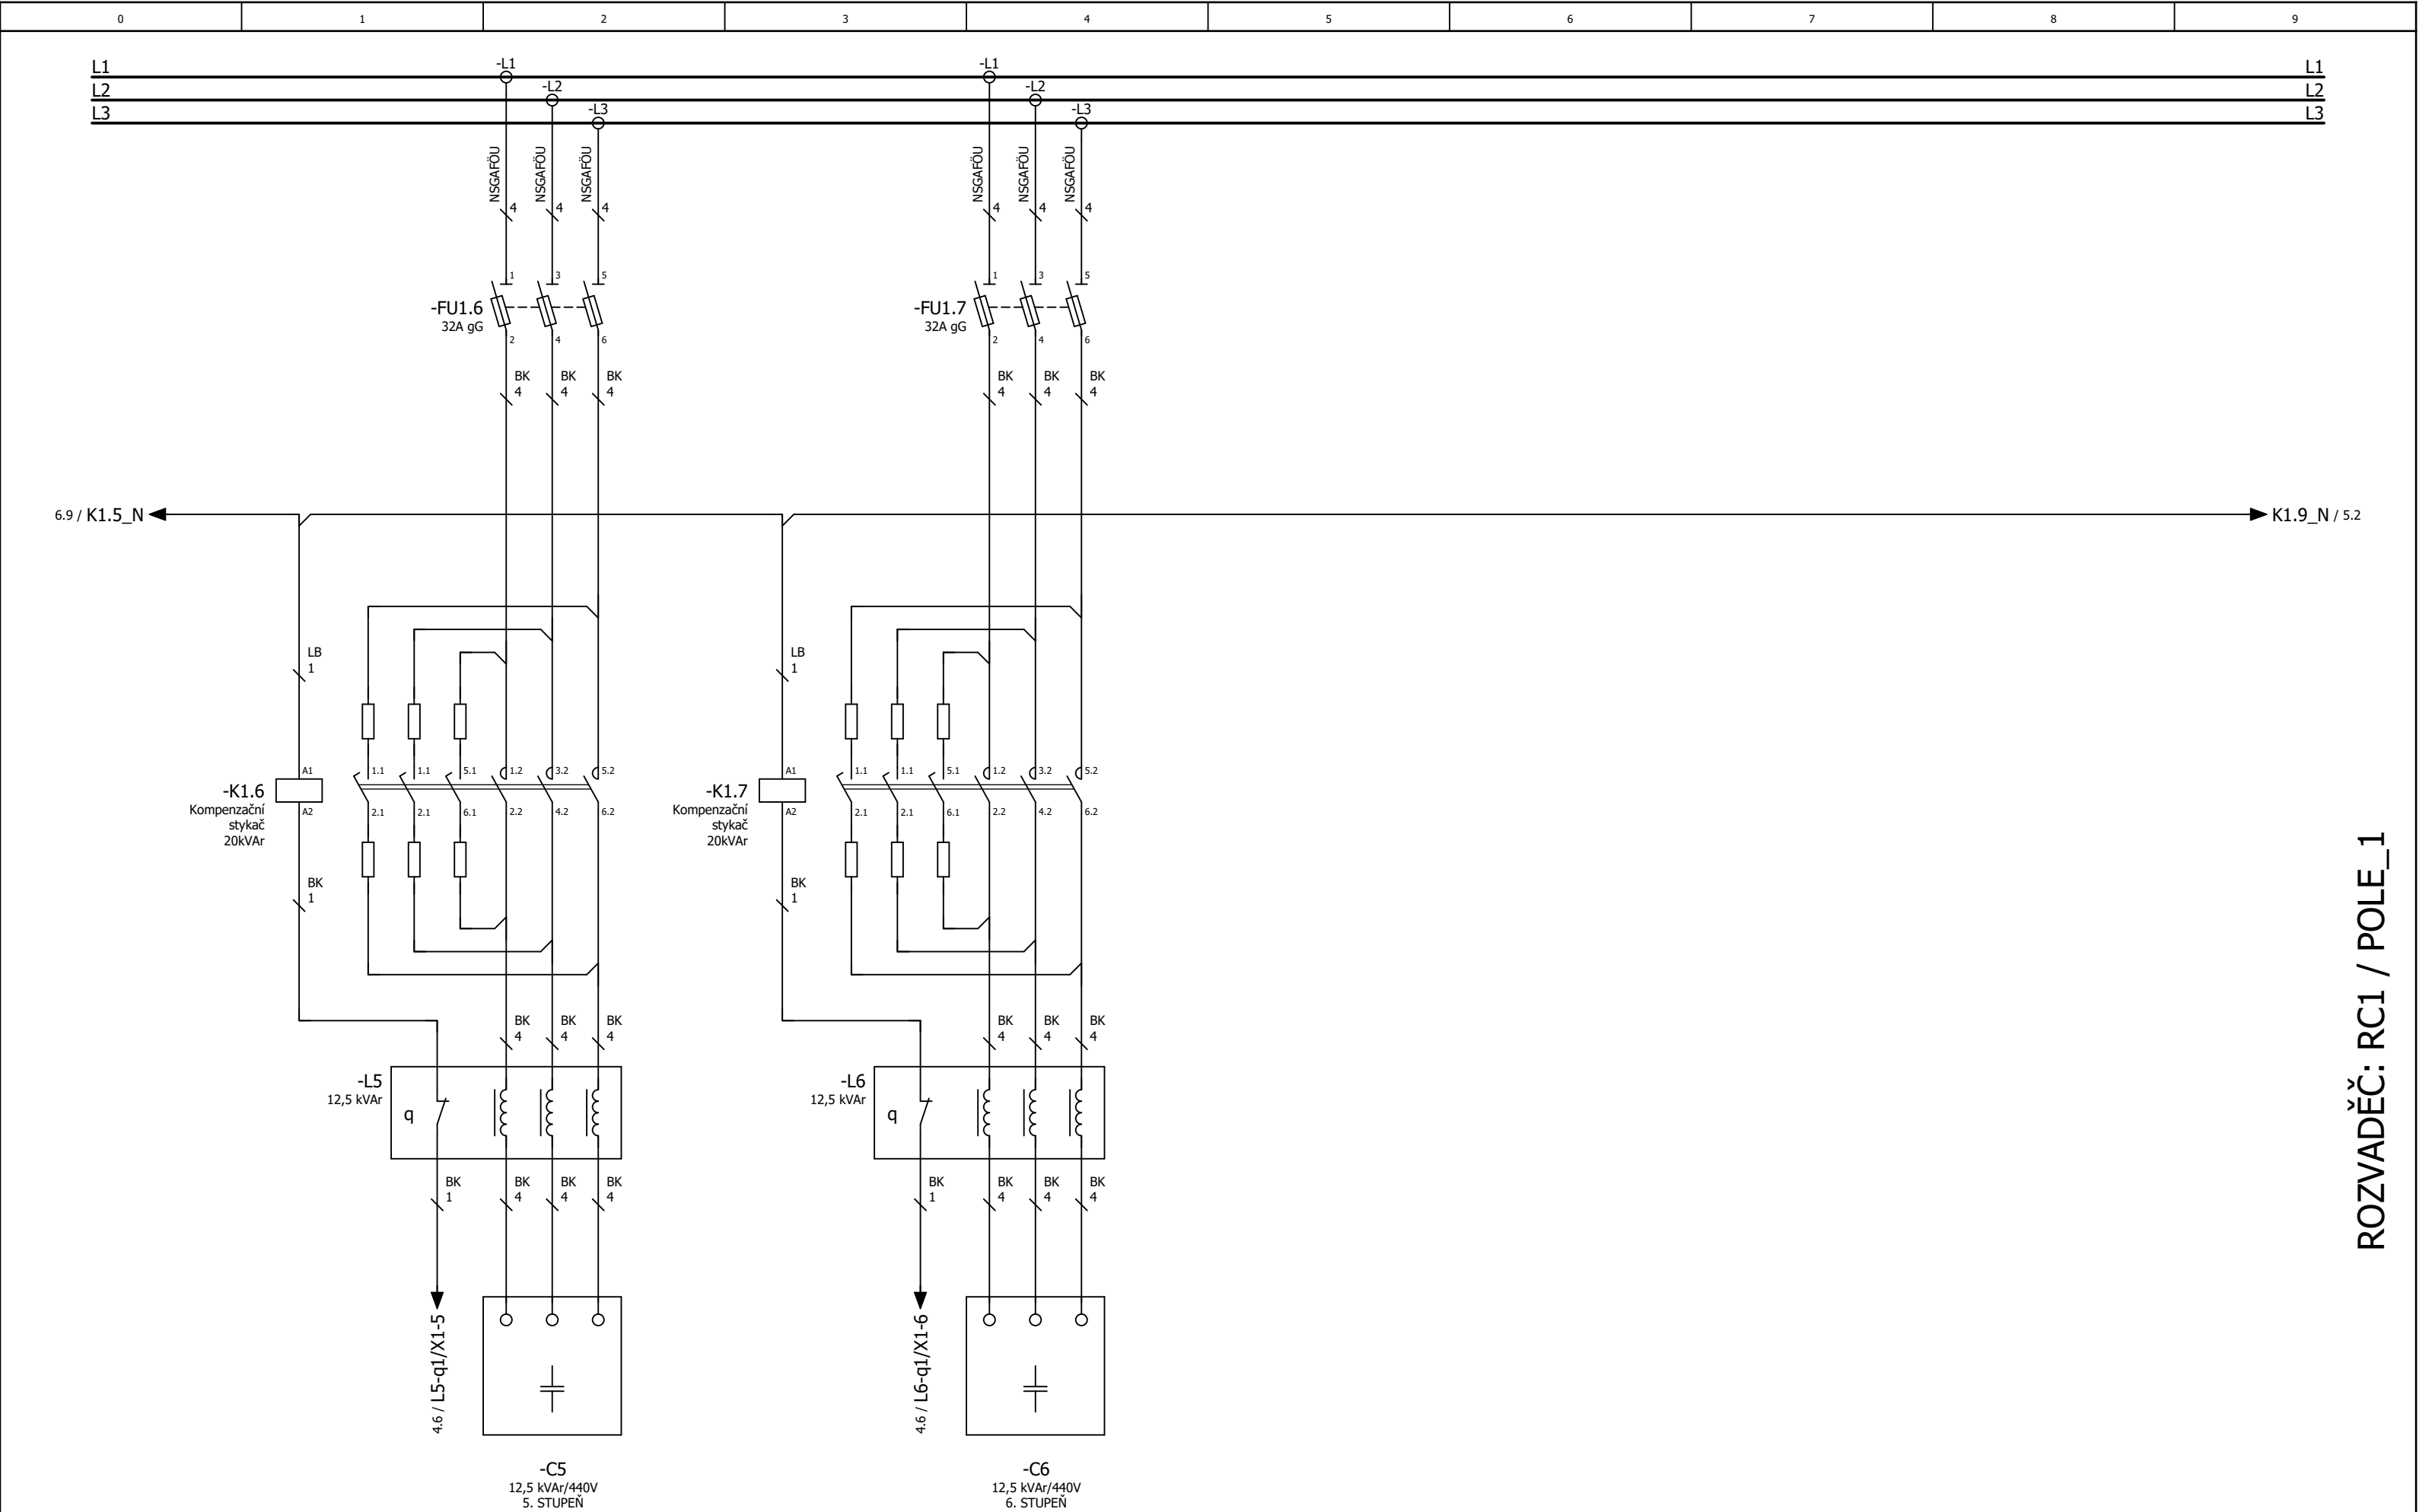 0 1 2 3 4 5 6 7 8 9
L1 -L1 -L1 L1
L2 -L2 -L2 L2
L3 -L3 -L3 L3
NSGAFÖU NSGAFÖU NSGAFÖU NSGAFÖU NSGAFÖU NSGAFÖU
4 4 4 4 4 4
1 3 5 1 3 5
-FU1.6 -FU1.7
32A gG 32A gG
2 4 6 2 4 6
BK BK BK BK BK BK
4 4 4 4 4 4
6.9 / K1.5_N K1.9_N / 5.2
LB LB
1 1
A1 1.1 1.1 5.1 1.2 3.2 5.2 A1 1.1 1.1 5.1 1.2 3.2 5.2
-K1.6 -K1.7
Kompenzační Kompenzační
A2 2.1 2.1 6.1 2.2 4.2 6.2 A2 2.1 2.1 6.1 2.2 4.2 6.2
stykač stykač
20kVAr 20kVAr
BK BK
1 1
BK BK BK BK BK BK
4 4 4 4 4 4
-L5 -L6
12,5 kVAr 12,5 kVAr
q q
BK BK BK BK BK BK BK BK
1 4 4 4 1 4 4 4
4.6 / L5-q1/X1-5
4.6 / L6-q1/X1-6
-C5 -C6
12,5 kVAr/440V 12,5 kVAr/440V
5. STUPEŇ 6. STUPEŇ
ROZVADĚČ: RC1 / POLE_1